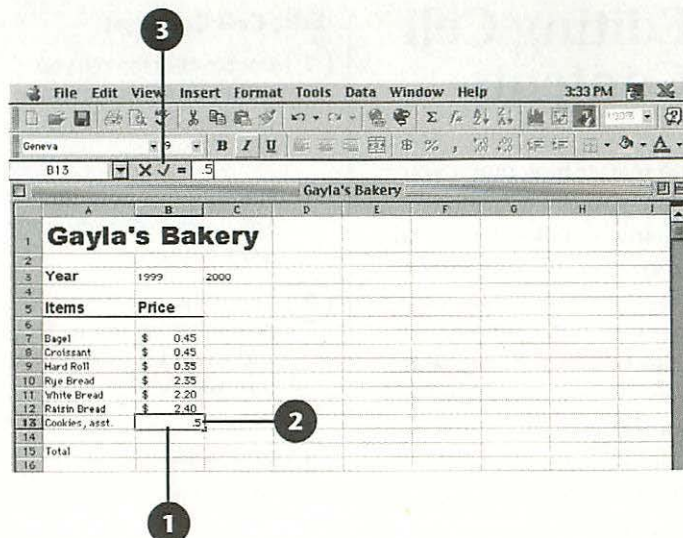 Editing Cell
3
File Edit View Insert Format Tools Data Window Help 3:33 PM
Geneva 9 B I U $ % ,
B13 = .5
Gayla's Bakery
A B C D E F G H I
1 Gayla's Bakery
2
3 Year 1999 2000
4
5 Items Price
6
7 Bagel $ 0.45
8 Croissant $ 0.45
9 Hard Roll $ 0.35
10 Rye Bread $ 2.35
11 White Bread $ 2.20
12 Raisin Bread $ 2.40
13 Cookies, asst. .5
2
14
15 Total
16
1